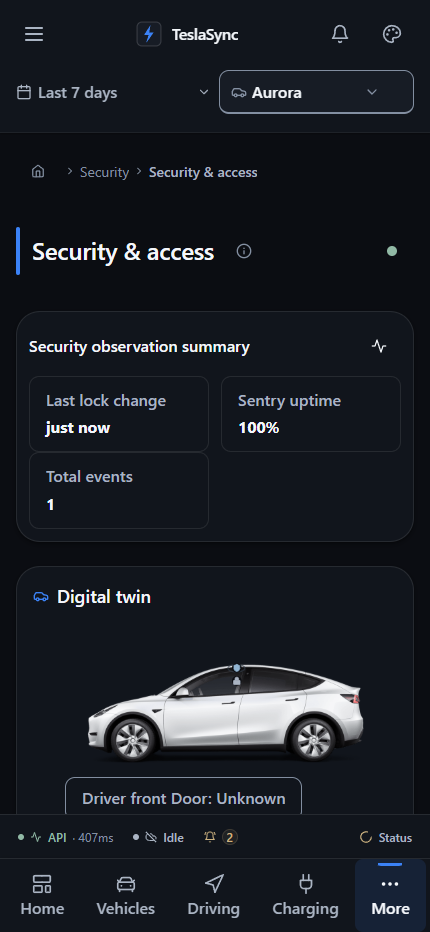 TeslaSync
Last 7 days
Aurora
Security
Security & access
Security & access
Security observation summary
Last lock change
just now
Sentry uptime
100%
Total events
1
Digital twin
Driver front Door: Unknown
API · 407ms
Idle
2
Status
Home
Vehicles
Driving
Charging
More